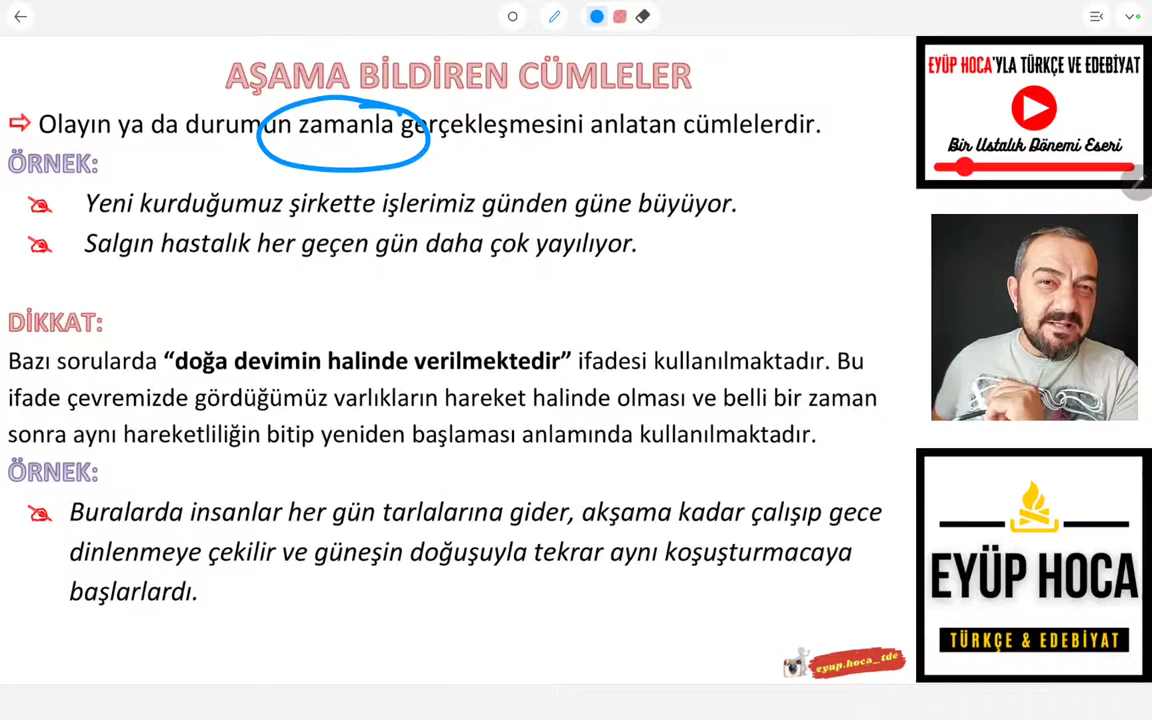 AŞAMA BİLDİREN CÜMLELER
⇨ Olayın ya da durumun zamanla gerçekleşmesini anlatan cümlelerdir.
ÖRNEK:
Yeni kurduğumuz şirkette işlerimiz günden güne büyüyor.
Salgın hastalık her geçen gün daha çok yayılıyor.
DİKKAT:
Bazı sorularda “doğa devimin halinde verilmektedir” ifadesi kullanılmaktadır. Bu
ifade çevremizde gördüğümüz varlıkların hareket halinde olması ve belli bir zaman
sonra aynı hareketliliğin bitip yeniden başlaması anlamında kullanılmaktadır.
ÖRNEK:
Buralarda insanlar her gün tarlalarına gider, akşama kadar çalışıp gece
dinlenmeye çekilir ve güneşin doğuşuyla tekrar aynı koşuşturmacaya
başlarlardı.
eyup.hoca_tde
EYÜP HOCA'YLA TÜRKÇE VE EDEBİYAT
Bir Ustalık Dönemi Eseri
EYÜP HOCA
TÜRKÇE & EDEBİYAT